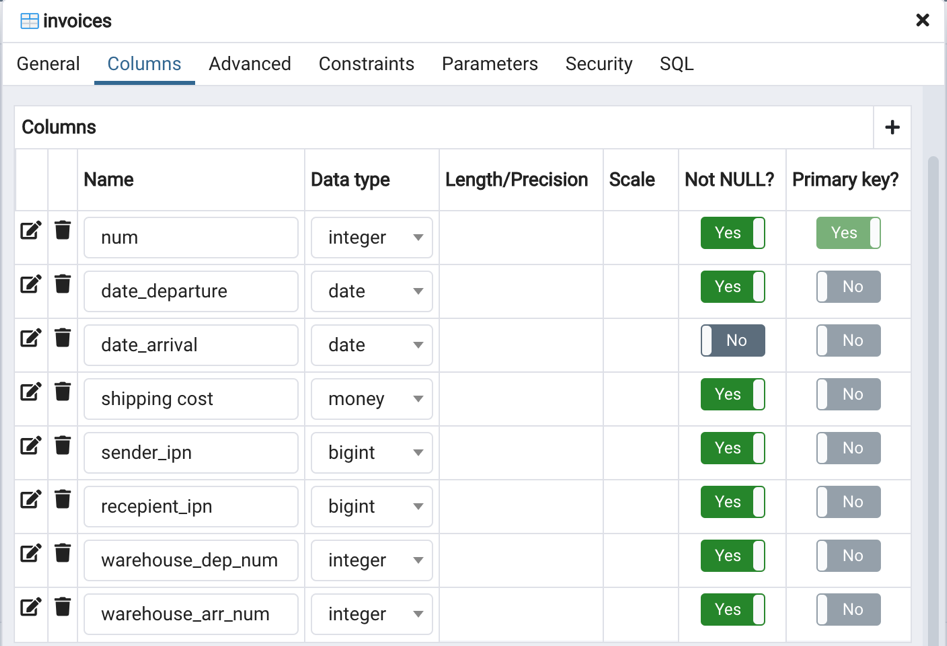 invoices
General Columns Advanced Constraints Parameters Security SQL
Columns
Name Data type Length/Precision Scale Not NULL? Primary key?
num integer Yes Yes
date_departure date Yes No
date_arrival date No No
shipping cost money Yes No
sender_ipn bigint Yes No
recepient_ipn bigint Yes No
warehouse_dep_num integer Yes No
warehouse_arr_num integer Yes No